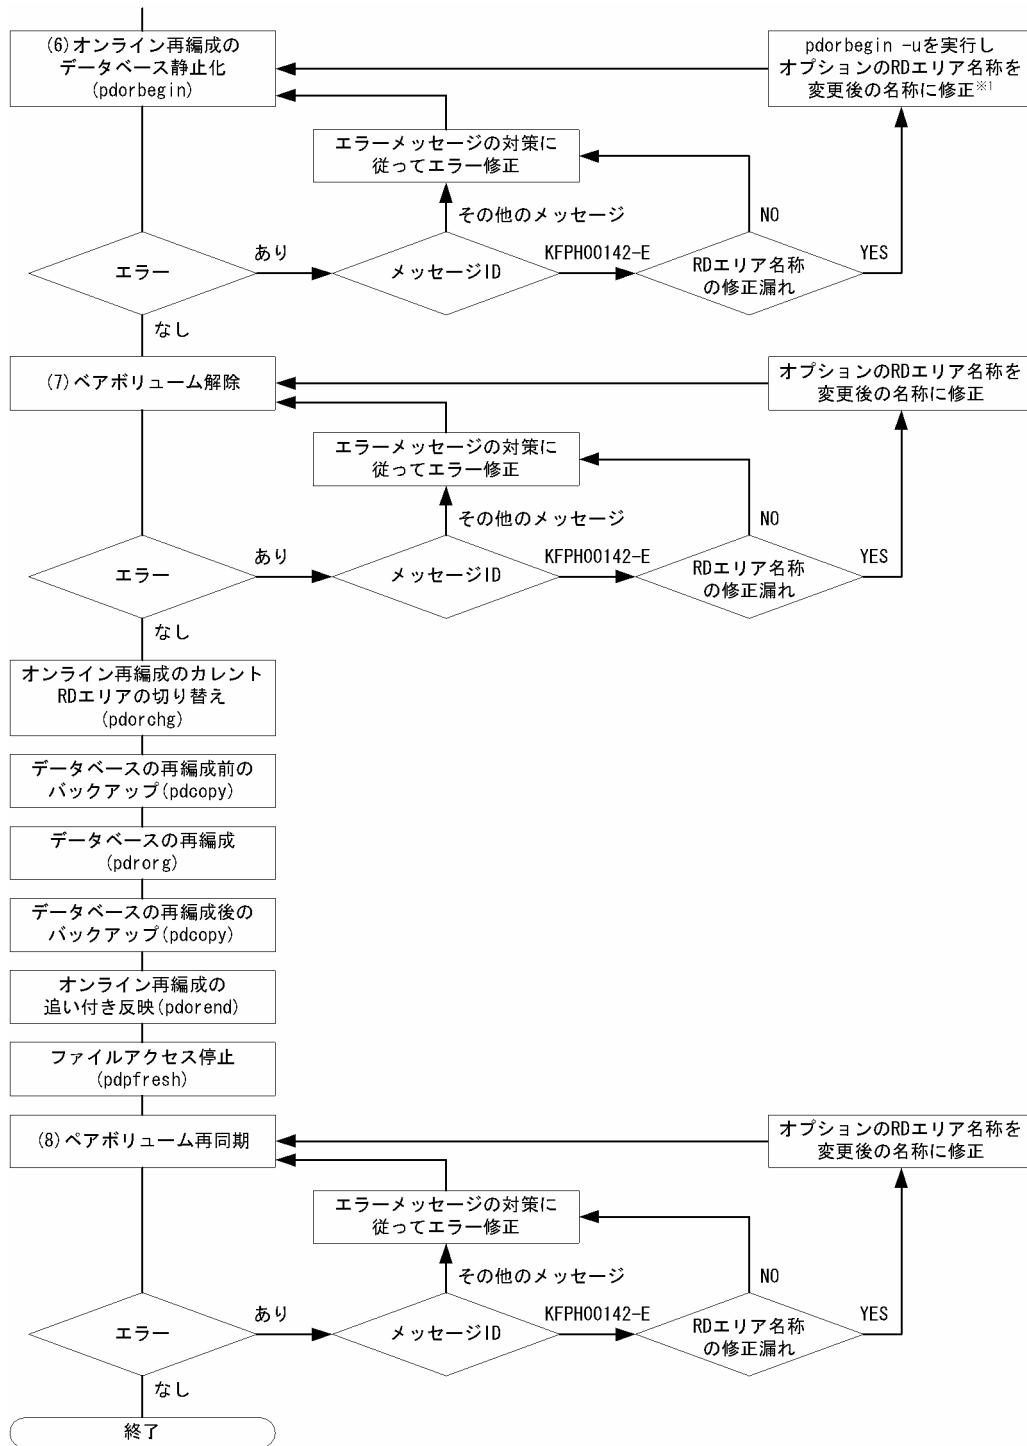 (6)オンライン再編成の
データベース静止化
(pdorbegin)
pdorbegin -uを実行し
オプションのRDエリア名称を
変更後の名称に修正※1
エラーメッセージの対策に
従ってエラー修正
その他のメッセージ
NO
エラー
あり
メッセージID
KFPH00142-E
RDエリア名称
の修正漏れ
YES
なし
(7)ペアボリューム解除
オプションのRDエリア名称を
変更後の名称に修正
エラーメッセージの対策に
従ってエラー修正
その他のメッセージ
NO
エラー
あり
メッセージID
KFPH00142-E
RDエリア名称
の修正漏れ
YES
なし
オンライン再編成のカレント
RDエリアの切り替え
(pdorchg)
データベースの再編成前の
バックアップ(pdcopy)
データベースの再編成
(pdrorg)
データベースの再編成後の
バックアップ(pdcopy)
オンライン再編成の
追い付き反映(pdorend)
ファイルアクセス停止
(pdpfresh)
(8)ペアボリューム再同期
オプションのRDエリア名称を
変更後の名称に修正
エラーメッセージの対策に
従ってエラー修正
その他のメッセージ
NO
エラー
あり
メッセージID
KFPH00142-E
RDエリア名称
の修正漏れ
YES
なし
終了